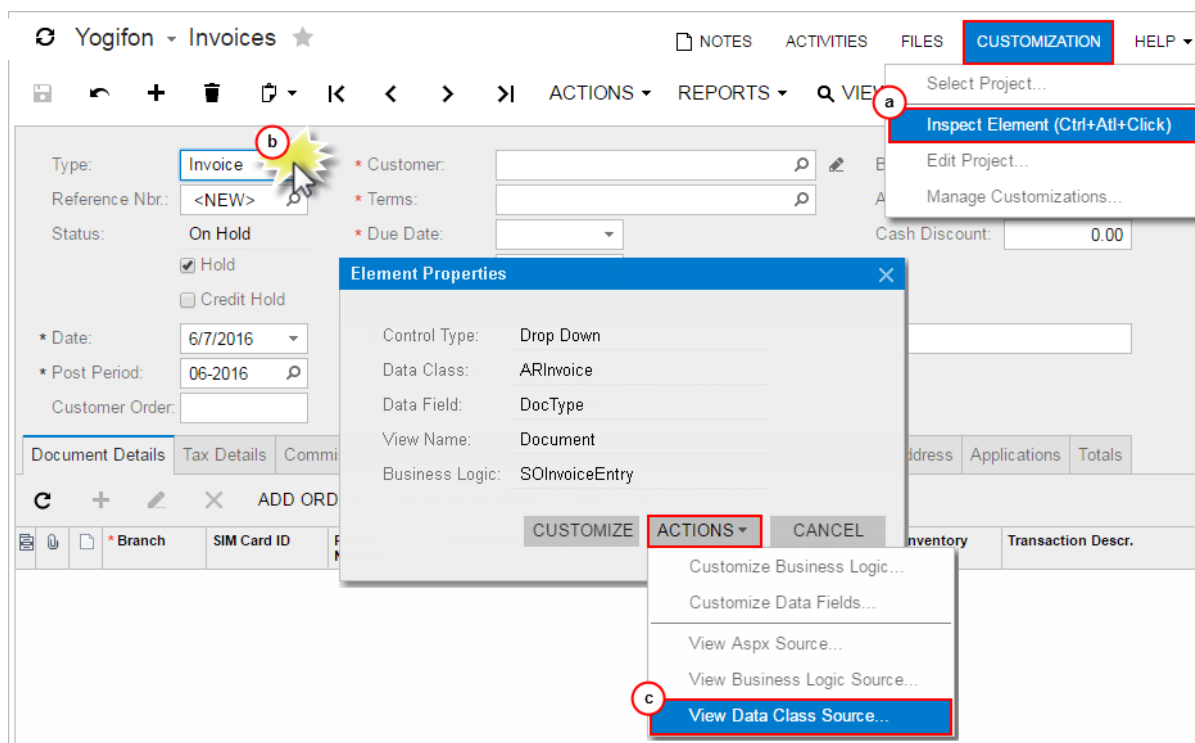 Yogifon Invoices NOTES ACTIVITIES FILES CUSTOMIZATION HELP
ACTIONS REPORTS VIEW
Select Project...
a
Inspect Element (Ctrl+Atl+Click)
Edit Project...
Manage Customizations...
b
Type: Invoice * Customer:
Reference Nbr.: <NEW> * Terms:
Status: On Hold * Due Date: Cash Discount: 0.00
Hold
Credit Hold
* Date: 6/7/2016
* Post Period: 06-2016
Customer Order:
Element Properties
Control Type: Drop Down
Data Class: ARInvoice
Data Field: DocType
View Name: Document
Business Logic: SOInvoiceEntry
CUSTOMIZE ACTIONS CANCEL
Customize Business Logic...
Customize Data Fields...
View Aspx Source...
View Business Logic Source...
c
View Data Class Source...
Document Details Tax Details Commi ddress Applications Totals
ADD ORD
* Branch SIM Card ID nventory Transaction Descr.